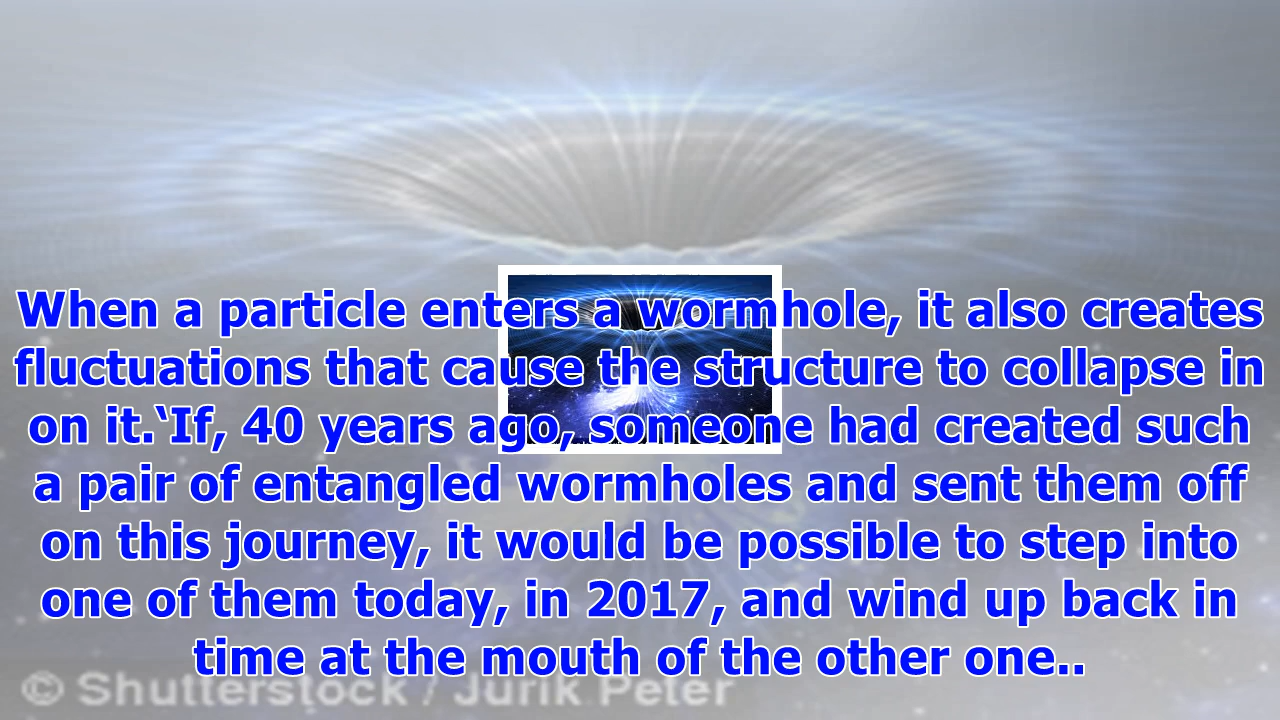 When a particle enters a wormhole, it also creates
fluctuations that cause the structure to collapse in
on it.‘If, 40 years ago, someone had created such
a pair of entangled wormholes and sent them off
on this journey, it would be possible to step into
one of them today, in 2017, and wind up back in
time at the mouth of the other one..
© Shutterstock / Jurik Peter